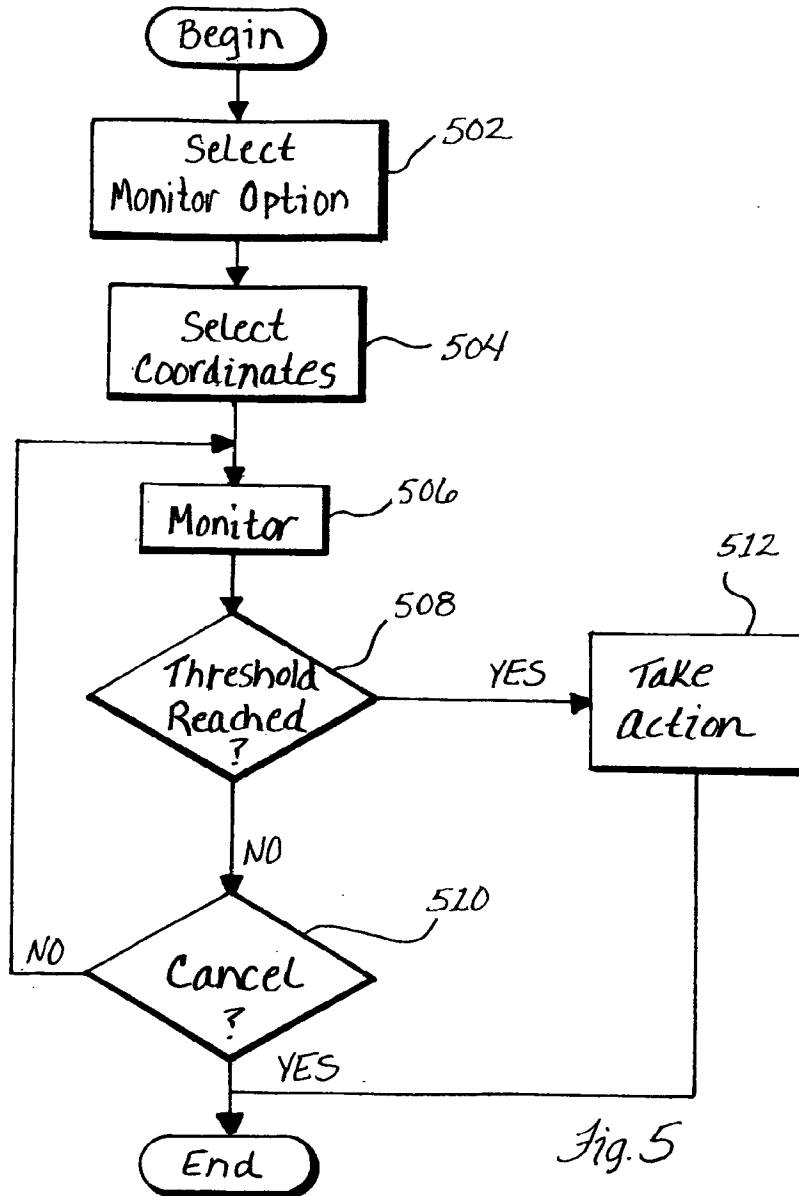 Begin
Select
Monitor Option
502
Select
Coordinates
504
Monitor
506
Threshold
Reached
?
508
YES
Take
Action
512
NO
Cancel
?
510
NO
YES
End
Fig. 5